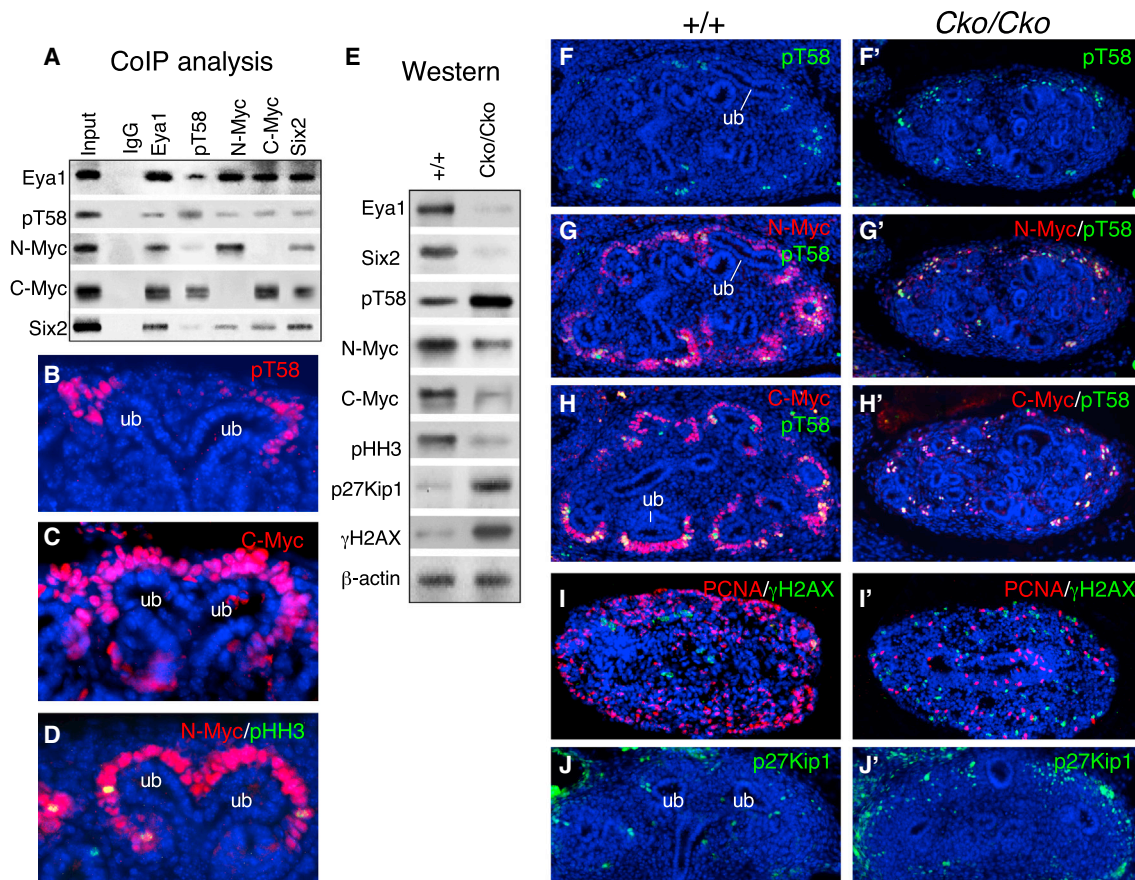 A
CoIP analysis
Input
IgG
Eya1
pT58
N-Myc
C-Myc
Six2
Eya1
pT58
N-Myc
C-Myc
Six2
B
pT58
ub
ub
C
C-Myc
ub
ub
D
N-Myc/pHH3
ub
ub
E
Western
+/+
Cko/Cko
Eya1
Six2
pT58
N-Myc
C-Myc
pHH3
p27Kip1
γH2AX
β-actin
+/+
Cko/Cko
F
pT58
ub
F'
pT58
G
N-Myc
pT58
ub
G'
N-Myc/pT58
H
C-Myc
pT58
ub
H'
C-Myc/pT58
I
PCNA/γH2AX
I'
PCNA/γH2AX
J
p27Kip1
ub
ub
J'
p27Kip1